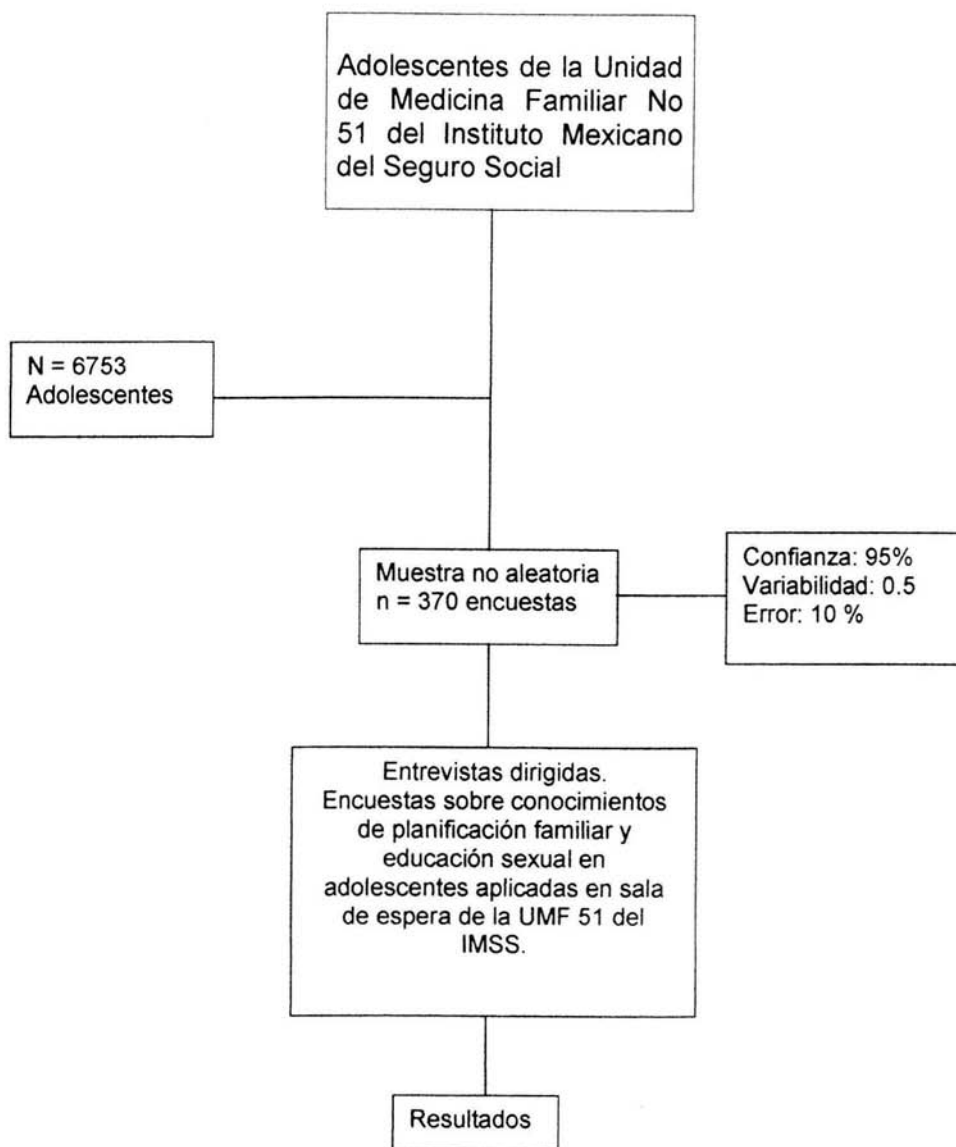 Adolescentes de la Unidad
de Medicina Familiar No
51 del Instituto Mexicano
del Seguro Social
N = 6753
Adolescentes
Muestra no aleatoria
n = 370 encuestas
Confianza: 95%
Variabilidad: 0.5
Error: 10 %
Entrevistas dirigidas.
Encuestas sobre conocimientos
de planificación familiar y
educación sexual en
adolescentes aplicadas en sala
de espera de la UMF 51 del
IMSS.
Resultados